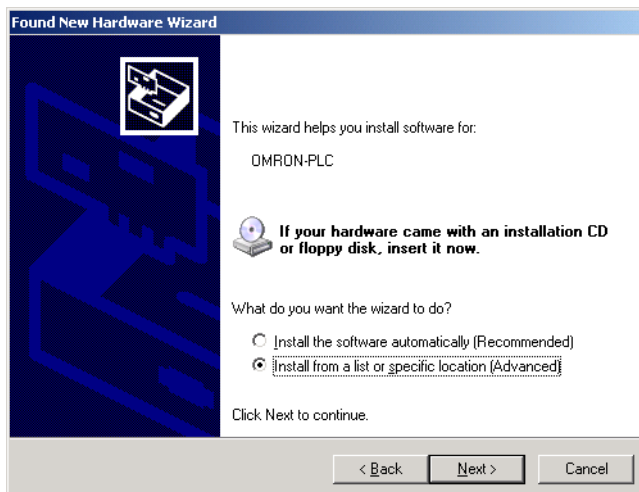 Found New Hardware Wizard
This wizard helps you install software for:
OMRON-PLC
If your hardware came with an installation CD
or floppy disk, insert it now.
What do you want the wizard to do?
Install the software automatically (Recommended)
Install from a list or specific location (Advanced)
Click Next to continue.
< Back
Next >
Cancel